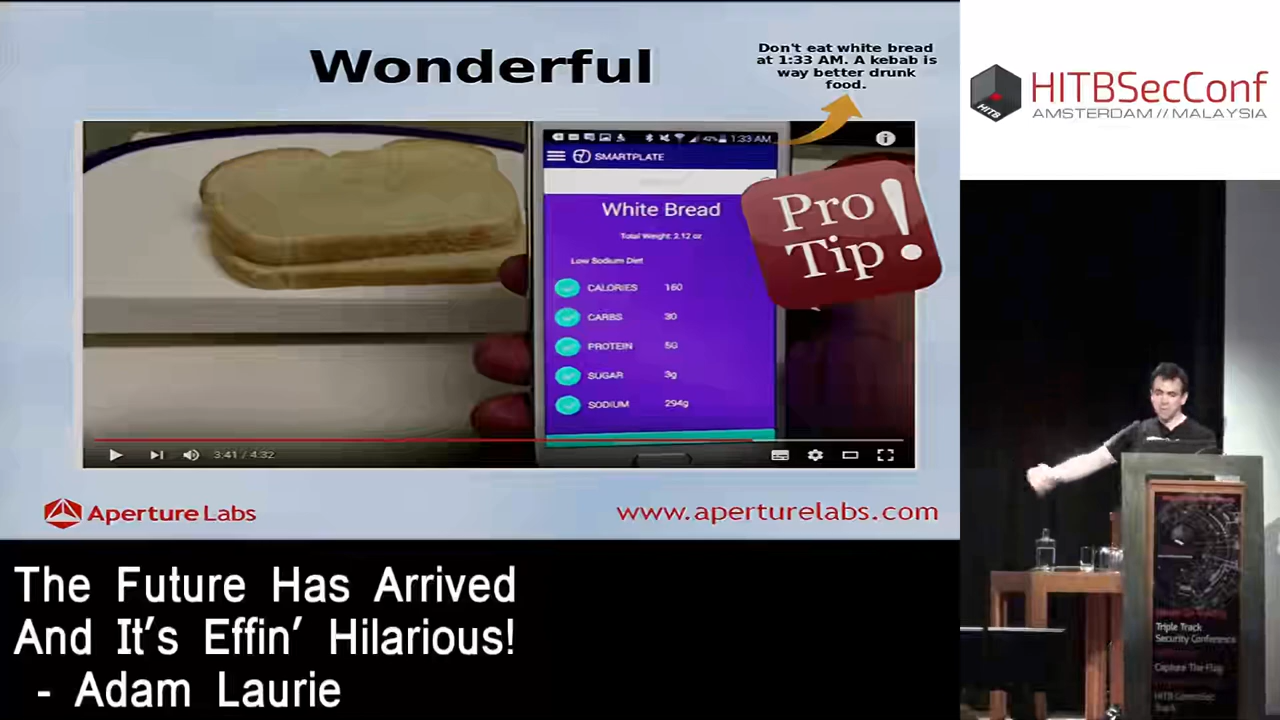 Wonderful
Don't eat white bread
at 1:33 AM. A kebab is
way better drunk
food.
1:33 AM
SMARTPLATE
White Bread
Total Weight: 2.12 oz
Low Sodium Diet
CALORIES 160
CARBS 30
PROTEIN 5G
SUGAR 3g
SODIUM 294g
Pro
Tip!
3:41 / 4:32
Aperture Labs
www.aperturelabs.com
The Future Has Arrived
And It's Effin' Hilarious!
- Adam Laurie
HITB
HITBSecConf
AMSTERDAM // MALAYSIA
Triple Track
Security Conference
Capture The Flag